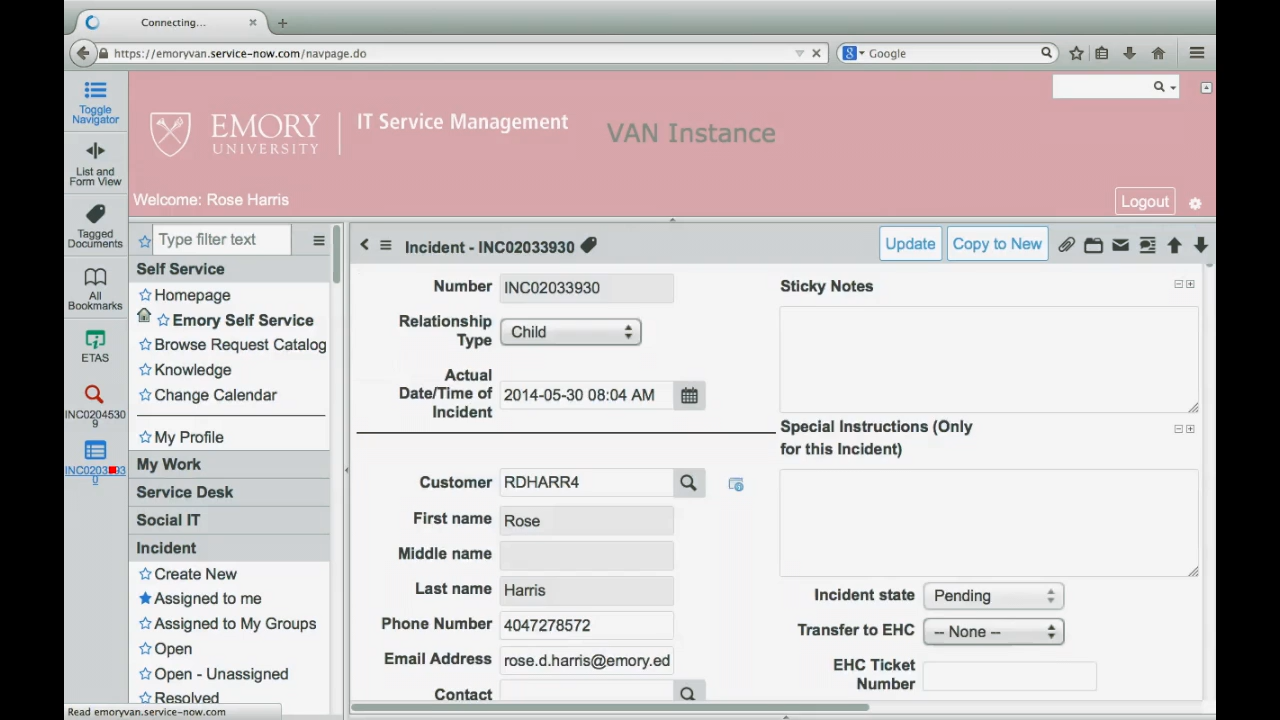 Connecting...
https://emoryvan.service-now.com/navpage.do
Google
Toggle
Navigator
List and
Form View
Tagged
Documents
All
Bookmarks
ETAS
INC0204530
9
0
EMORY
UNIVERSITY
IT Service Management
VAN Instance
Welcome: Rose Harris
Logout
Type filter text
Self Service
Homepage
Emory Self Service
Browse Request Catalog
Knowledge
Change Calendar
My Profile
My Work
Service Desk
Social IT
Incident
Create New
Assigned to me
Assigned to My Groups
Open
Open - Unassigned
Resolved
Incident - INC02033930
Update
Copy to New
Number
INC02033930
Relationship
Type
Child
Actual
Date/Time of
Incident
2014-05-30 08:04 AM
Customer
RDHARR4
First name
Rose
Middle name
Last name
Harris
Phone Number
4047278572
Email Address
rose.d.harris@emory.ed
Contact
Sticky Notes
Special Instructions (Only
for this Incident)
Incident state
Pending
Transfer to EHC
-- None --
EHC Ticket
Number
Read emoryvan.service-now.com